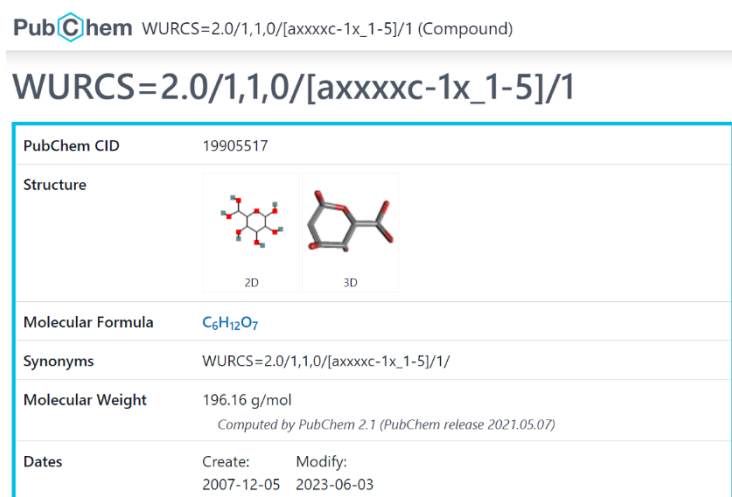 PubChem WURCS=2.0/1,1,0/[axxxxc-1x_1-5]/1 (Compound)
WURCS=2.0/1,1,0/[axxxxc-1x_1-5]/1
PubChem CID 19905517
Structure
2D 3D
Molecular Formula C₆H₁₂O₇
Synonyms WURCS=2.0/1,1,0/[axxxxc-1x_1-5]/1/
Molecular Weight 196.16 g/mol
Computed by PubChem 2.1 (PubChem release 2021.05.07)
Dates Create: Modify:
2007-12-05 2023-06-03